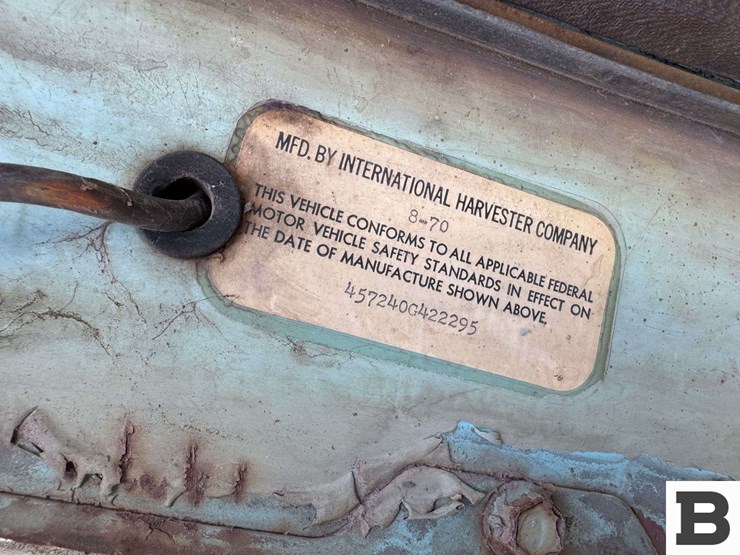 MFD. BY INTERNATIONAL HARVESTER COMPANY
8-70
THIS VEHICLE CONFORMS TO ALL APPLICABLE FEDERAL
MOTOR VEHICLE SAFETY STANDARDS IN EFFECT ON
THE DATE OF MANUFACTURE SHOWN ABOVE,
457240G422295
B